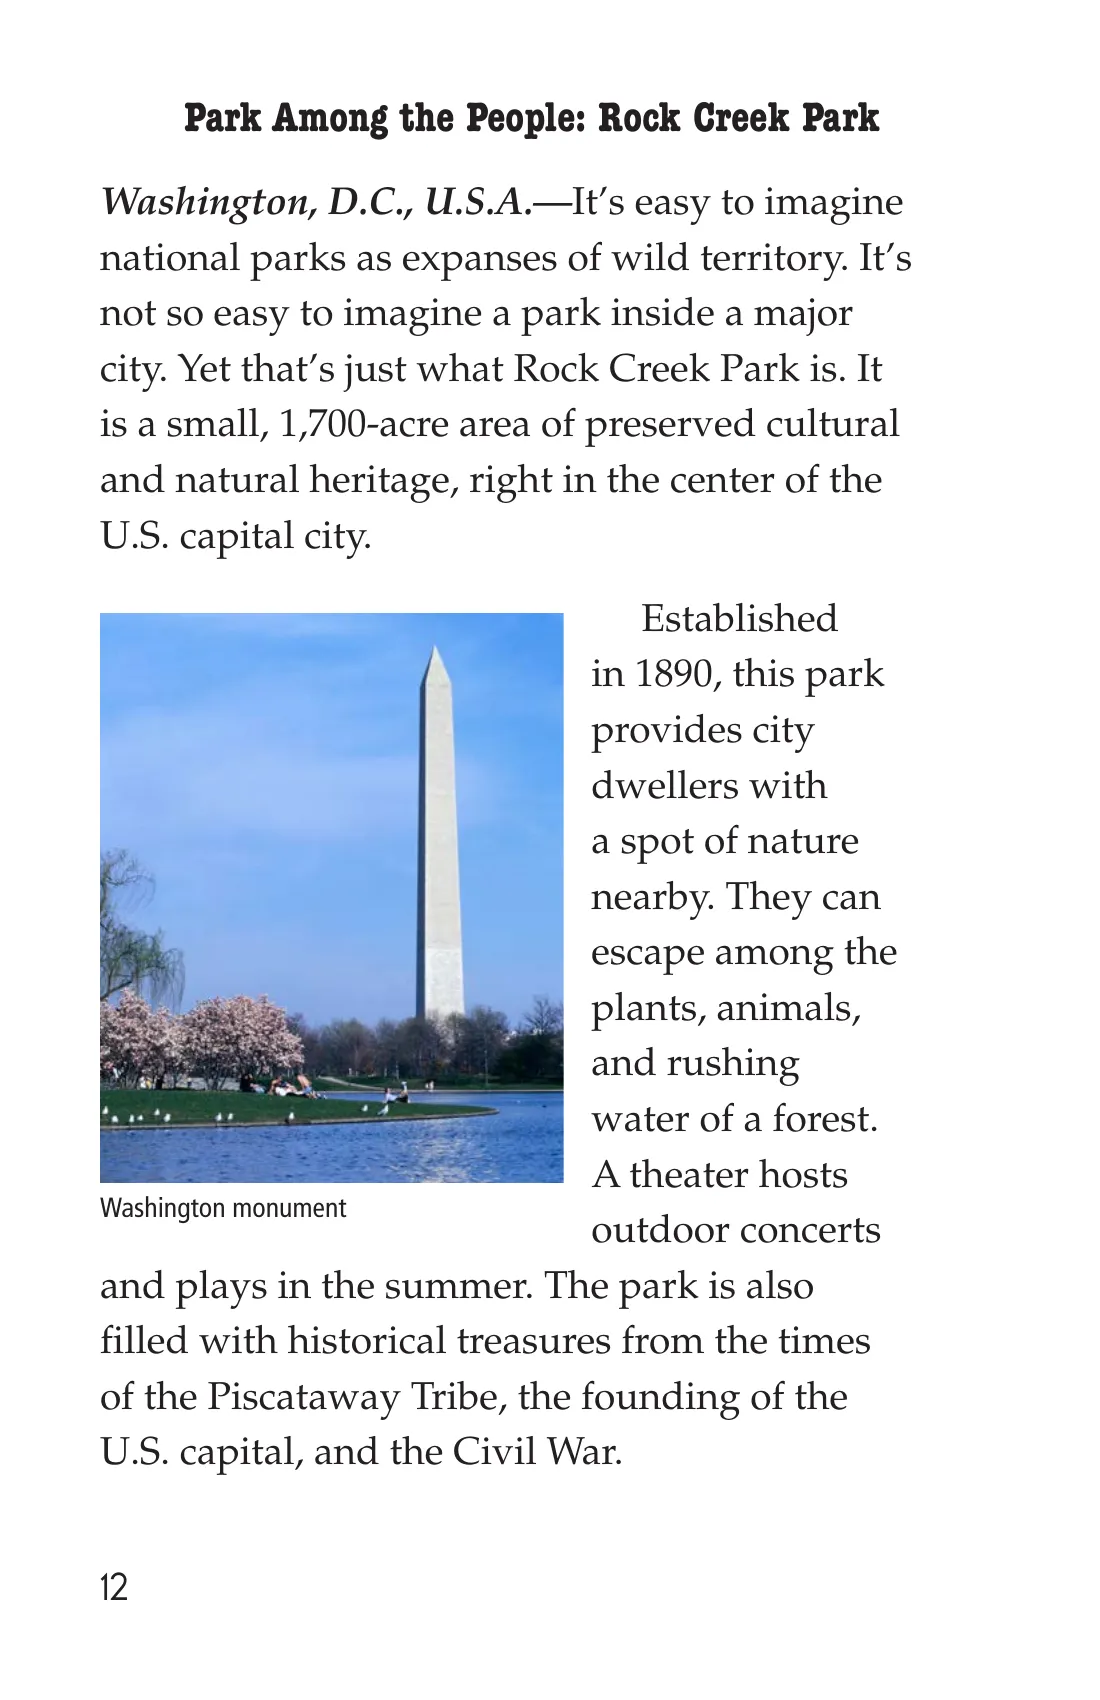 Park Among the People: Rock Creek Park
Washington, D.C., U.S.A.—It’s easy to imagine
national parks as expanses of wild territory. It’s
not so easy to imagine a park inside a major
city. Yet that’s just what Rock Creek Park is. It
is a small, 1,700-acre area of preserved cultural
and natural heritage, right in the center of the
U.S. capital city.
Established
in 1890, this park
provides city
dwellers with
a spot of nature
nearby. They can
escape among the
plants, animals,
and rushing
water of a forest.
A theater hosts
outdoor concerts
and plays in the summer. The park is also
filled with historical treasures from the times
of the Piscataway Tribe, the founding of the
U.S. capital, and the Civil War.
Washington monument
12